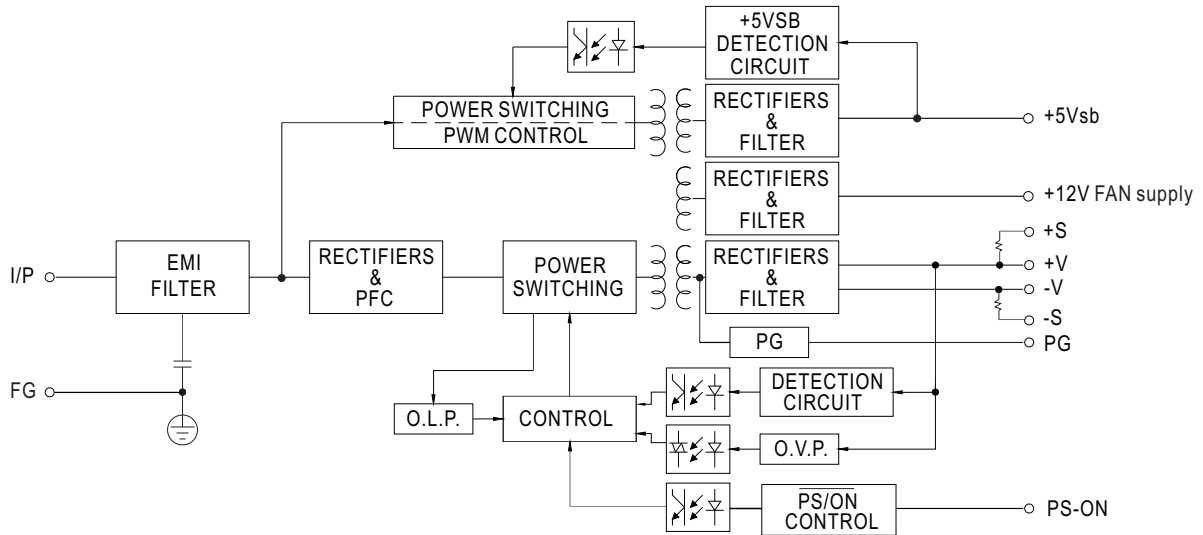 +5VSB
DETECTION
CIRCUIT
POWER SWITCHING
PWM CONTROL
RECTIFIERS
&
FILTER
+5Vsb
RECTIFIERS
&
FILTER
+12V FAN supply
I/P
EMI
FILTER
RECTIFIERS
&
PFC
POWER
SWITCHING
RECTIFIERS
&
FILTER
+S
+V
-V
-S
PG
PG
FG
O.L.P.
CONTROL
DETECTION
CIRCUIT
O.V.P.
PS/ON
CONTROL
PS-ON